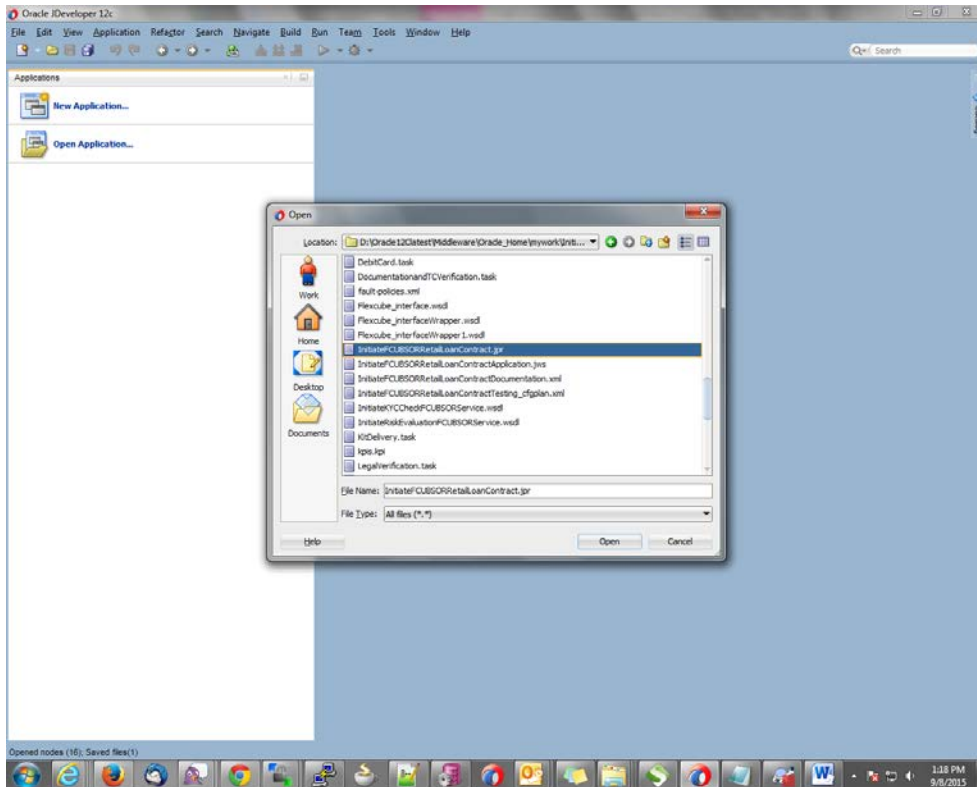 Oracle JDeveloper 12c
File Edit View Application Refactor Search Navigate Build Run Team Tools Window Help
Search
Applications
New Application...
Open Application...
Open
Location: D:\Oracle12Clatest\Middleware\Oracle_Home\mywork\Initi...
Work
Home
Desktop
Documents
DebitCard.task
DocumentationandTCVerification.task
fault-policies.xml
Flexcube_interface.wsdl
Flexcube_interfaceWrapper.wsdl
Flexcube_interfaceWrapper1.wsdl
InitiateFCUBSORRetailLoanContract.jpr
InitiateFCUBSORRetailLoanContractApplication.jws
InitiateFCUBSORRetailLoanContractDocumentation.xml
InitiateFCUBSORRetailLoanContractTesting_cfgplan.xml
InitiateKYCCheckFCUBSORService.wsdl
InitiateRiskEvaluationFCUBSORService.wsdl
KitDelivery.task
kpis.kpi
LegalVerification.task
File Name: InitiateFCUBSORRetailLoanContract.jpr
File Type: All files (*.*)
Help Open Cancel
Opened nodes (16); Saved files(1)
1:18 PM
9/8/2015